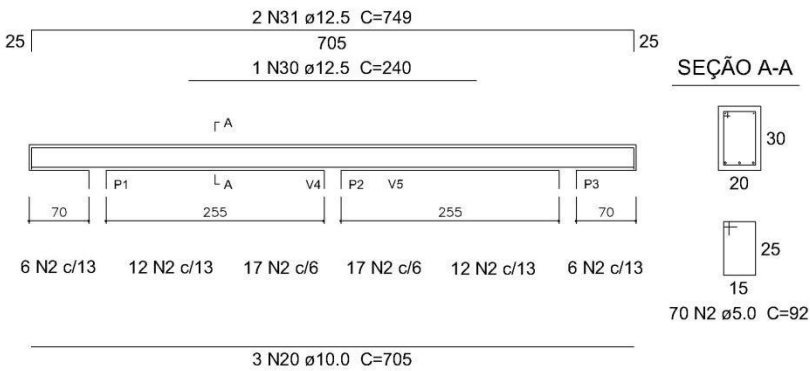 2 N31 ø12.5 C=749
25 705 25
1 N30 ø12.5 C=240
SEÇÃO A-A
A
30
P1 A V4 P2 V5 P3
20
70 255 255 70
25
6 N2 c/13 12 N2 c/13 17 N2 c/6 17 N2 c/6 12 N2 c/13 6 N2 c/13
15
70 N2 ø5.0 C=92
3 N20 ø10.0 C=705